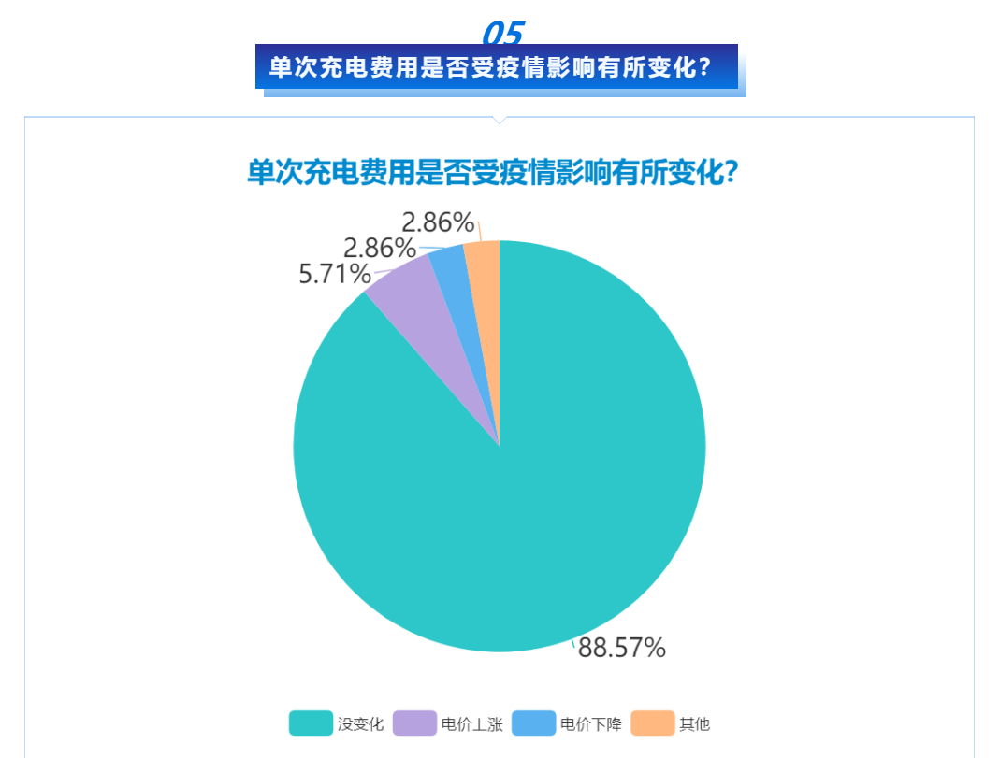 05
单次充电费用是否受疫情影响有所变化？
单次充电费用是否受疫情影响有所变化？
2.86%
2.86%
5.71%
88.57%
没变化 电价上涨 电价下降 其他